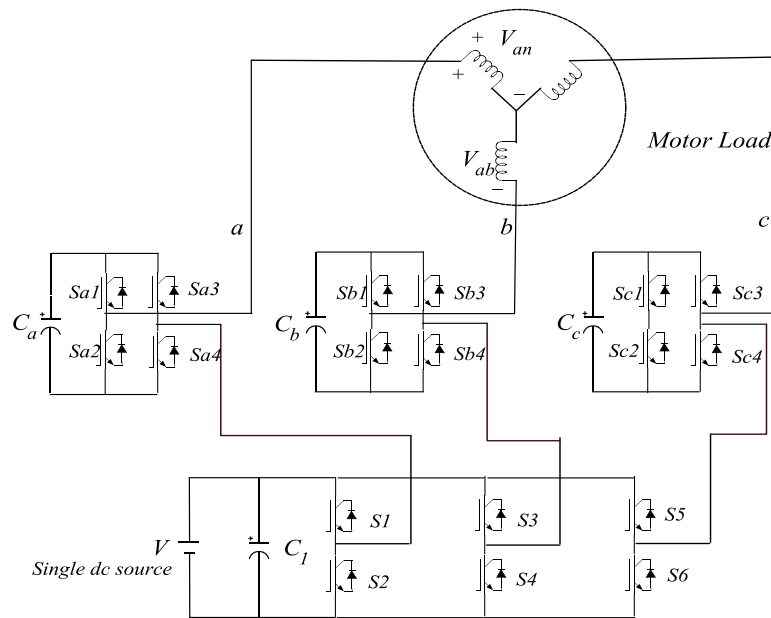 + V_an
+
−
Motor Load
V_ab
−
a
b
c
Sa1 Sa3
Sb1 Sb3
Sc1 Sc3
+
+
+
C_a
C_b
C_c
Sa2 Sa4
Sb2 Sb4
Sc2 Sc4
S1
S3
S5
V
+
C_1
Single dc source
S2
S4
S6